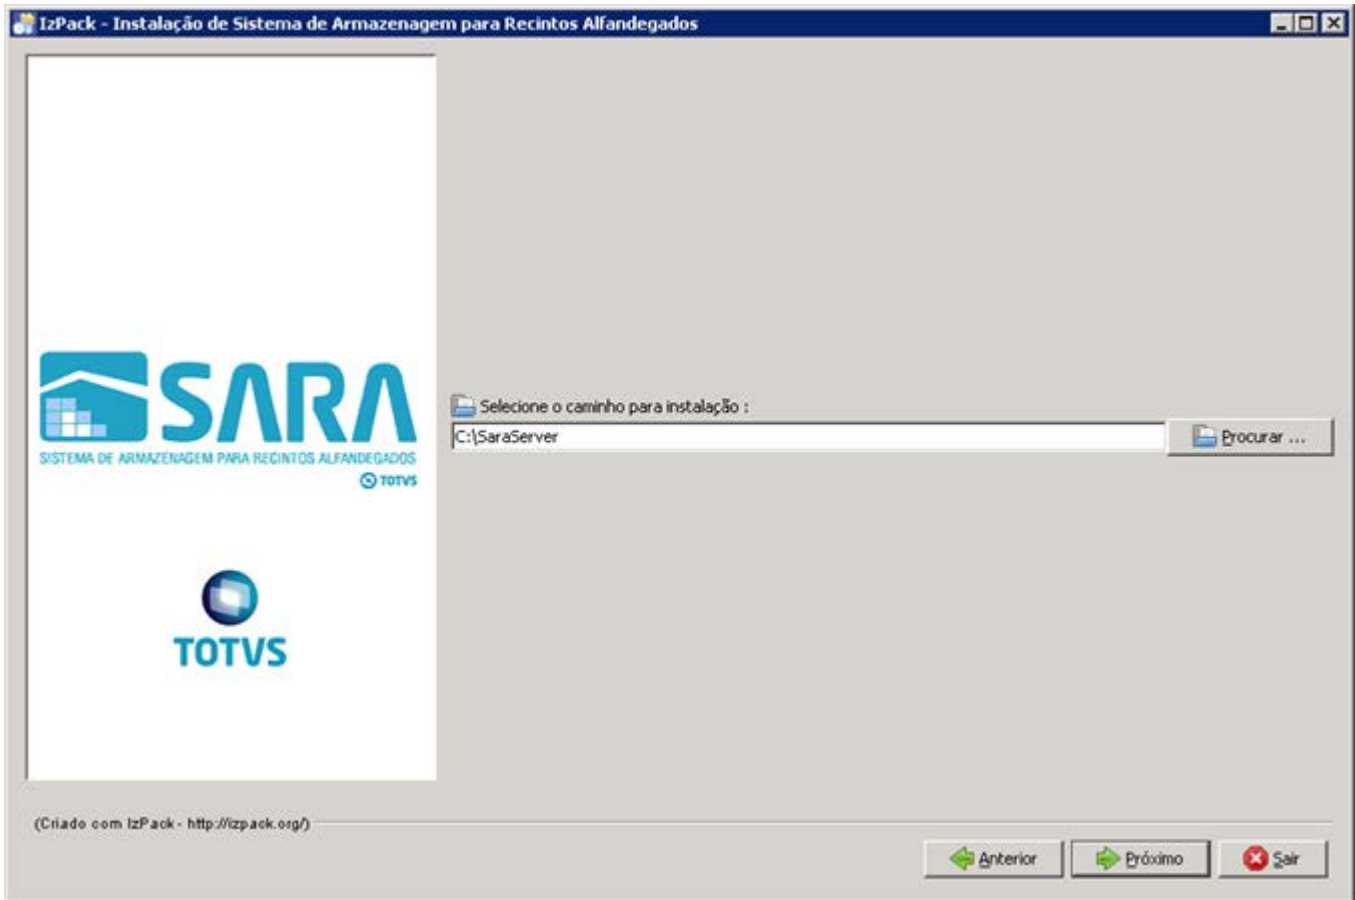 IzPack - Instalação de Sistema de Armazenagem para Recintos Alfandegados
SARA
SISTEMA DE ARMAZENAGEM PARA RECINTOS ALFANDEGADOS
TOTVS
TOTVS
Selecione o caminho para instalação :
C:\SaraServer
Procurar ...
(Criado com IzPack - http://izpack.org/)
Anterior
Próximo
Sair